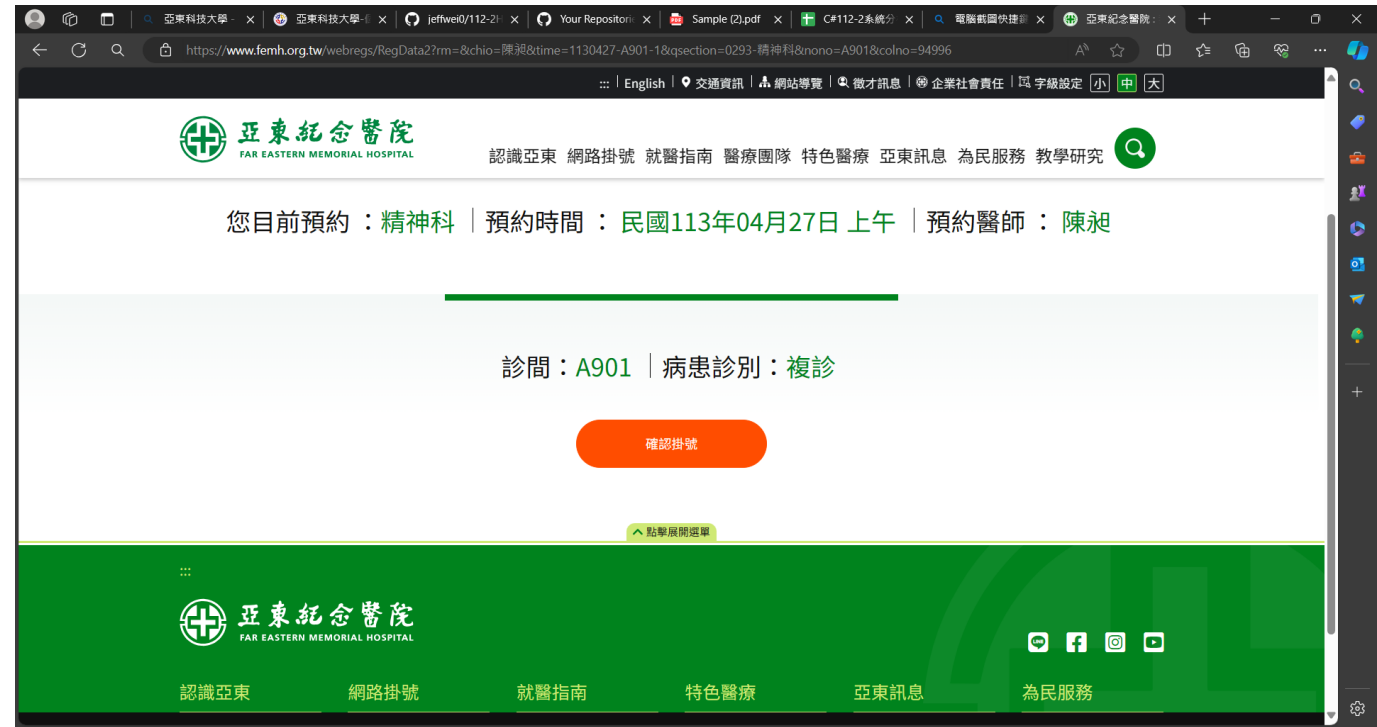 亞東科技大學 -
亞東科技大學-
jeffwei0/112-2
Your Repositori
Sample (2).pdf
C#112-2系統分
電腦截圖快捷
亞東紀念醫院:
https://www.femh.org.tw/webregs/RegData2?rm=&chio=陳昶&time=1130427-A901-1&qsection=0293-精神科&nono=A901&colno=94996
::: English 交通資訊 網站導覽 徵才訊息 企業社會責任 字級設定 小 中 大
亞東紀念醫院
FAR EASTERN MEMORIAL HOSPITAL
認識亞東 網路掛號 就醫指南 醫療團隊 特色醫療 亞東訊息 為民服務 教學研究
您目前預約 ：精神科 | 預約時間 ： 民國113年04月27日 上午 | 預約醫師 ： 陳昶
診間：A901 | 病患診別：複診
確認掛號
點擊展開選單
:::
亞東紀念醫院
FAR EASTERN MEMORIAL HOSPITAL
LINE
認識亞東 網路掛號 就醫指南 特色醫療 亞東訊息 為民服務